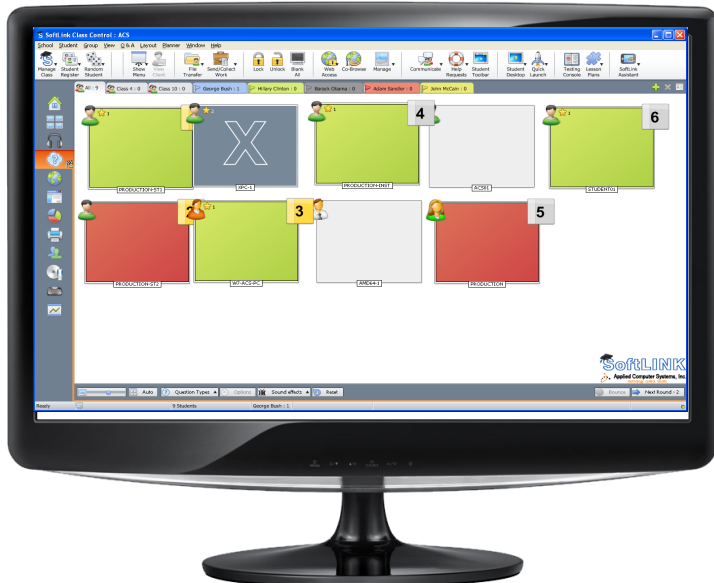 SoftLink Class Control : ACS
School Student Group View Q & A Layout Planner Window Help
Manage Class Student Register Random Student Show Menu View Client File Transfer Send/Collect Work Lock Unlock Blank All Web Access Co-Browse Manage Communicate Help Requests Student Toolbar Student Desktop Quick Launch Testing Console Lesson Plans SoftLink Assistant
All : 9 Class 4 : 0 Class 10 : 0 George Bush : 1 Hillary Clinton : 0 Barack Obama : 0 Adam Sandler : 0 John McCain : 0
1 1 4 6
X
PRODUCTION-ST1 XPC-1 PRODUCTION-INST ACS01 STUDENT01
2 1 3 5
PRODUCTION-ST2 W7-ACS-PC AMD64-1 PRODUCTION
SoftLINK
Applied Computer Systems, Inc.
Auto Question Types Options Sound effects Reset Bounce Next Round - 2
Ready 9 Students George Bush : 1